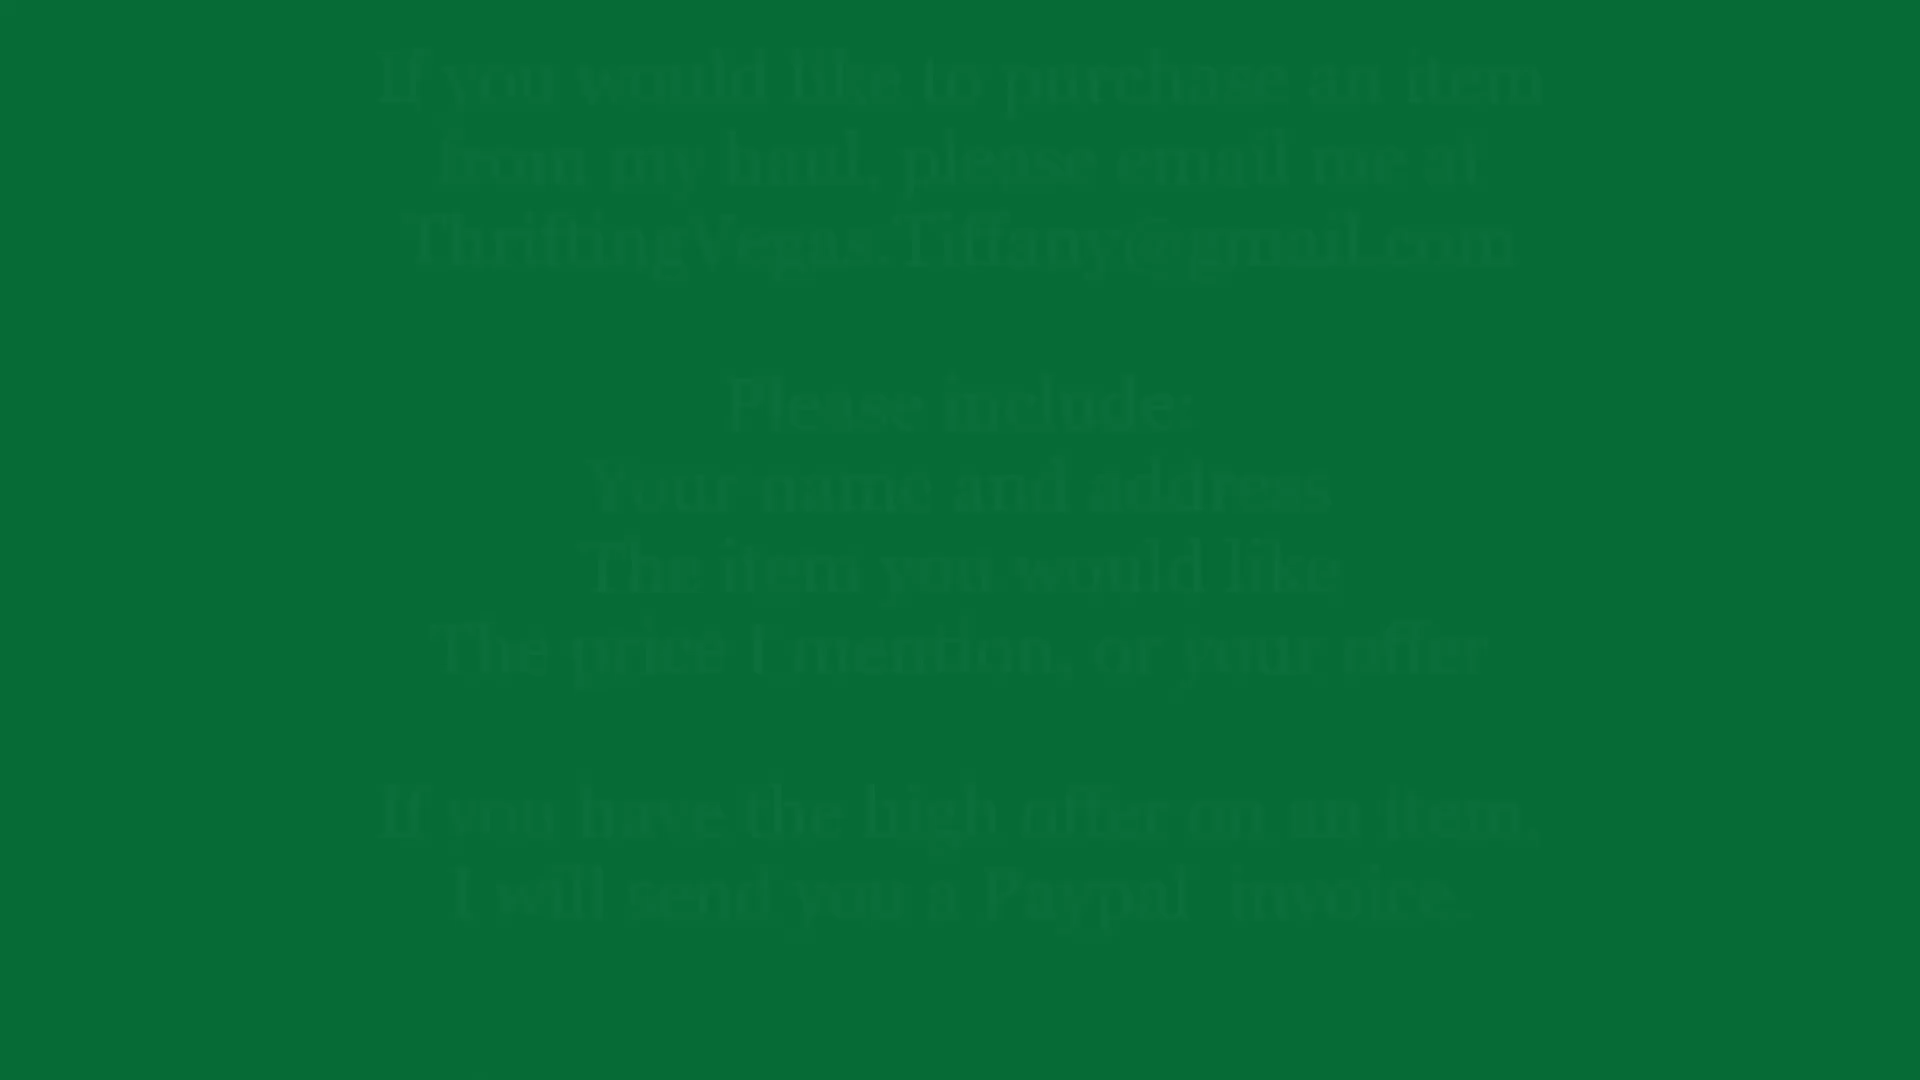 If you would like to purchase an item
from my haul, please email me at
ThriftingVegas.Tiffany@gmail.com
Please include:
Your name and address
The item you would like
The price I mention, or your offer
If you have the high offer on an item,
I will send you a Paypal invoice.